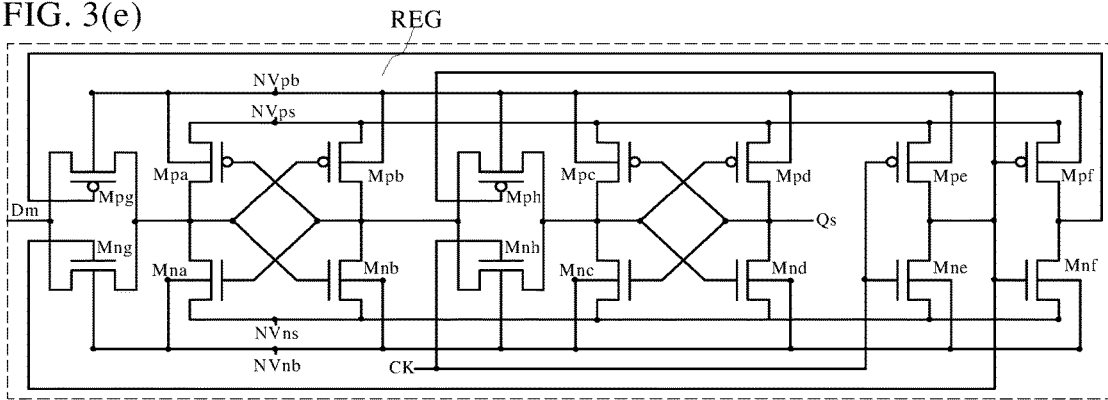 FIG. 3(e)
REG
NVpb
NVps
Mpa
Mpb
Mpc
Mpd
Mpe
Mpf
Mpg
Mph
Dm
Qs
Mng
Mnh
Mna
Mnb
Mnc
Mnd
Mne
Mnf
NVns
NVnb
CK